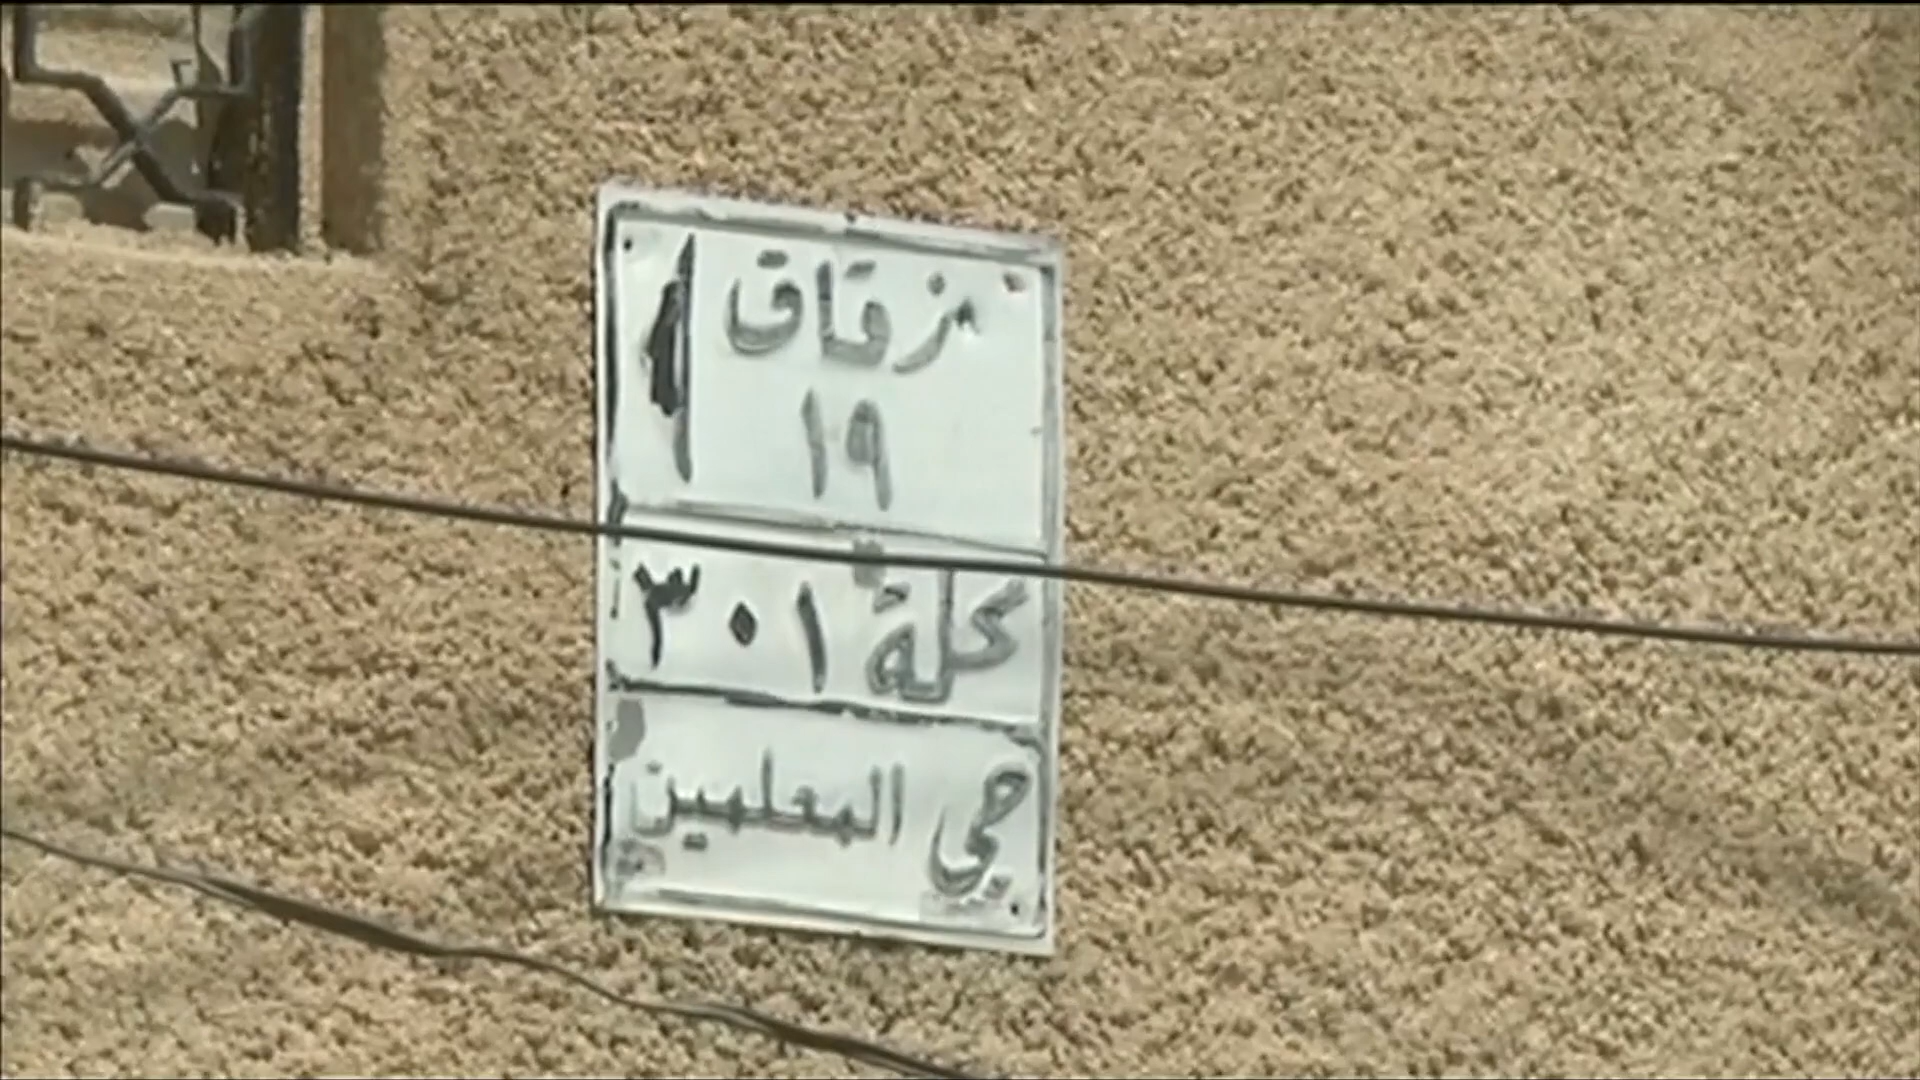 زقاق
١٩
محلة ٣٠١
حي المعلمين